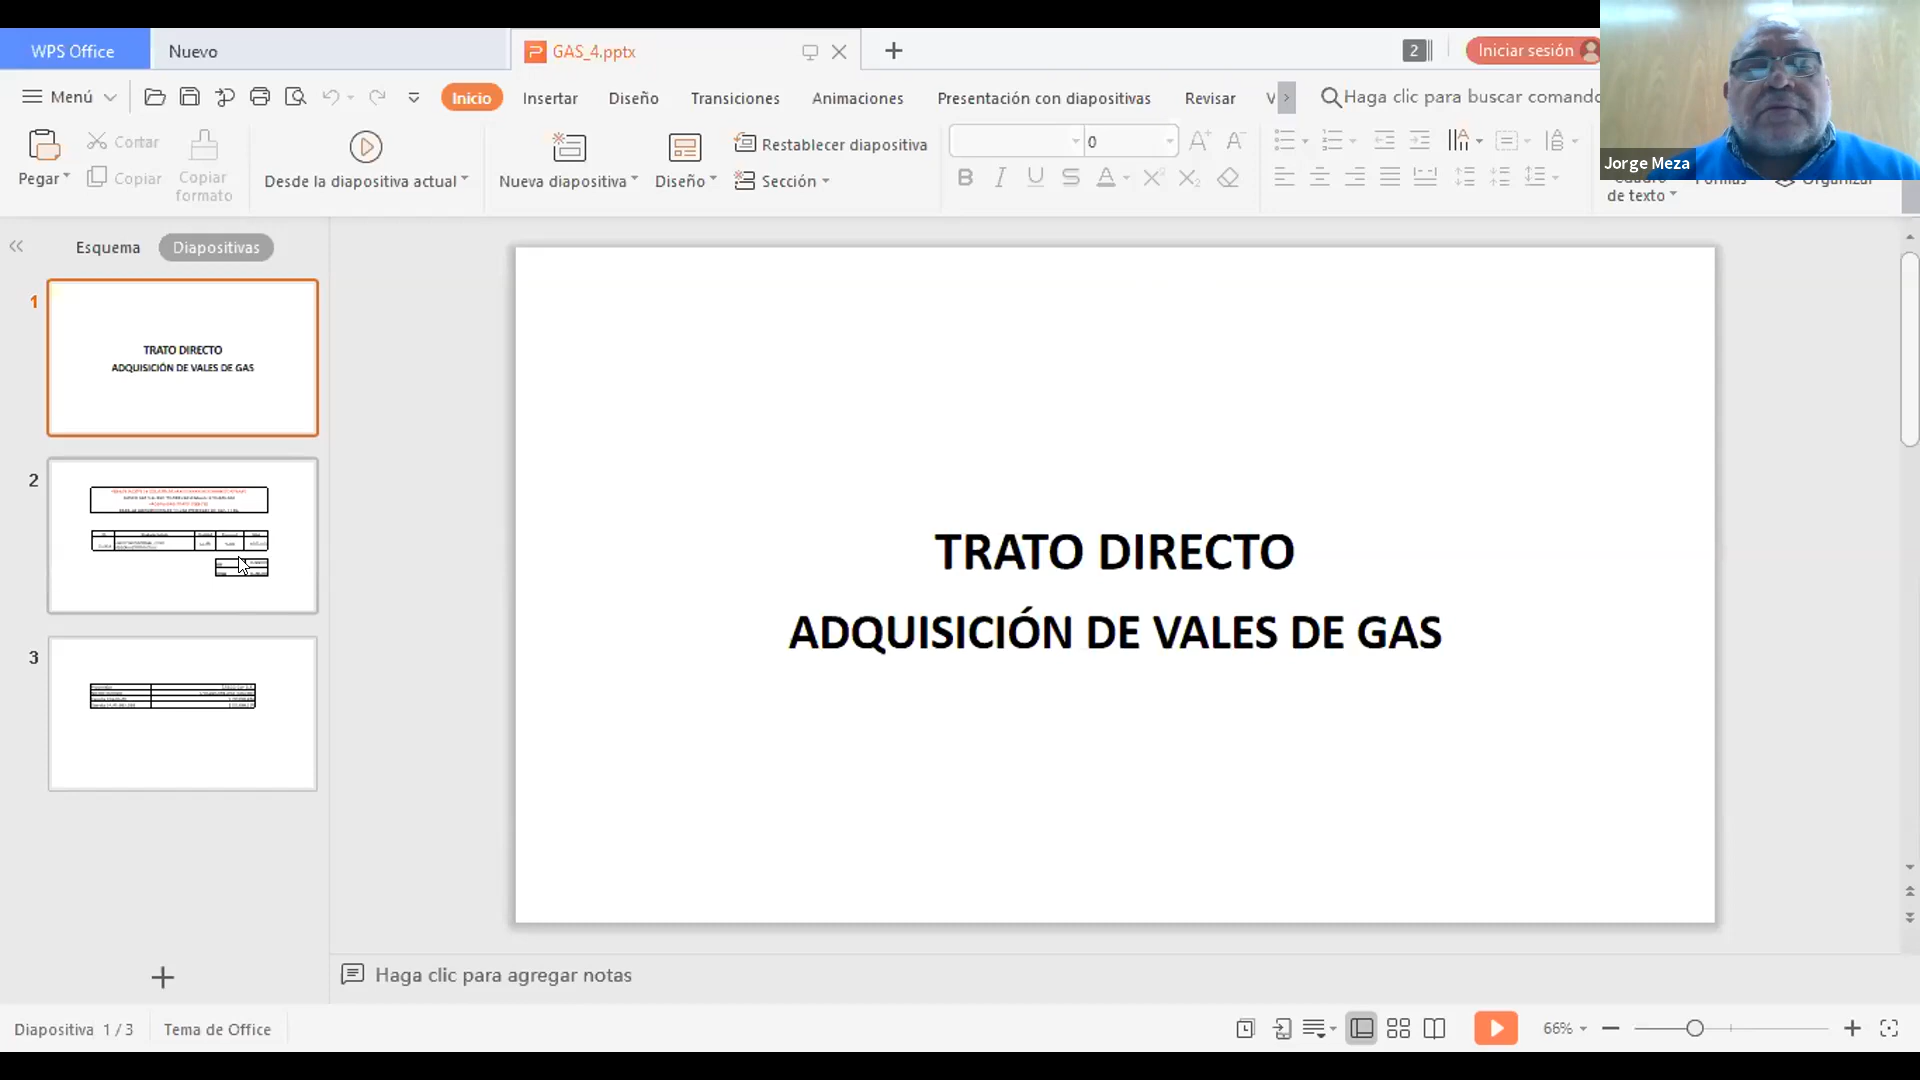 WPS Office
Nuevo
GAS_4.pptx
2
Iniciar sesión
Menú
Inicio
Insertar
Diseño
Transiciones
Animaciones
Presentación con diapositivas
Revisar
Haga clic para buscar comando
Pegar
Cortar
Copiar
Copiar
formato
Desde la diapositiva actual
Nueva diapositiva
Diseño
Restablecer diapositiva
Sección
0
de texto
Organizar
Jorge Meza
Esquema
Diapositivas
1
TRATO DIRECTO
ADQUISICIÓN DE VALES DE GAS
2
3
TRATO DIRECTO
ADQUISICIÓN DE VALES DE GAS
Haga clic para agregar notas
Diapositiva 1 / 3
Tema de Office
66%